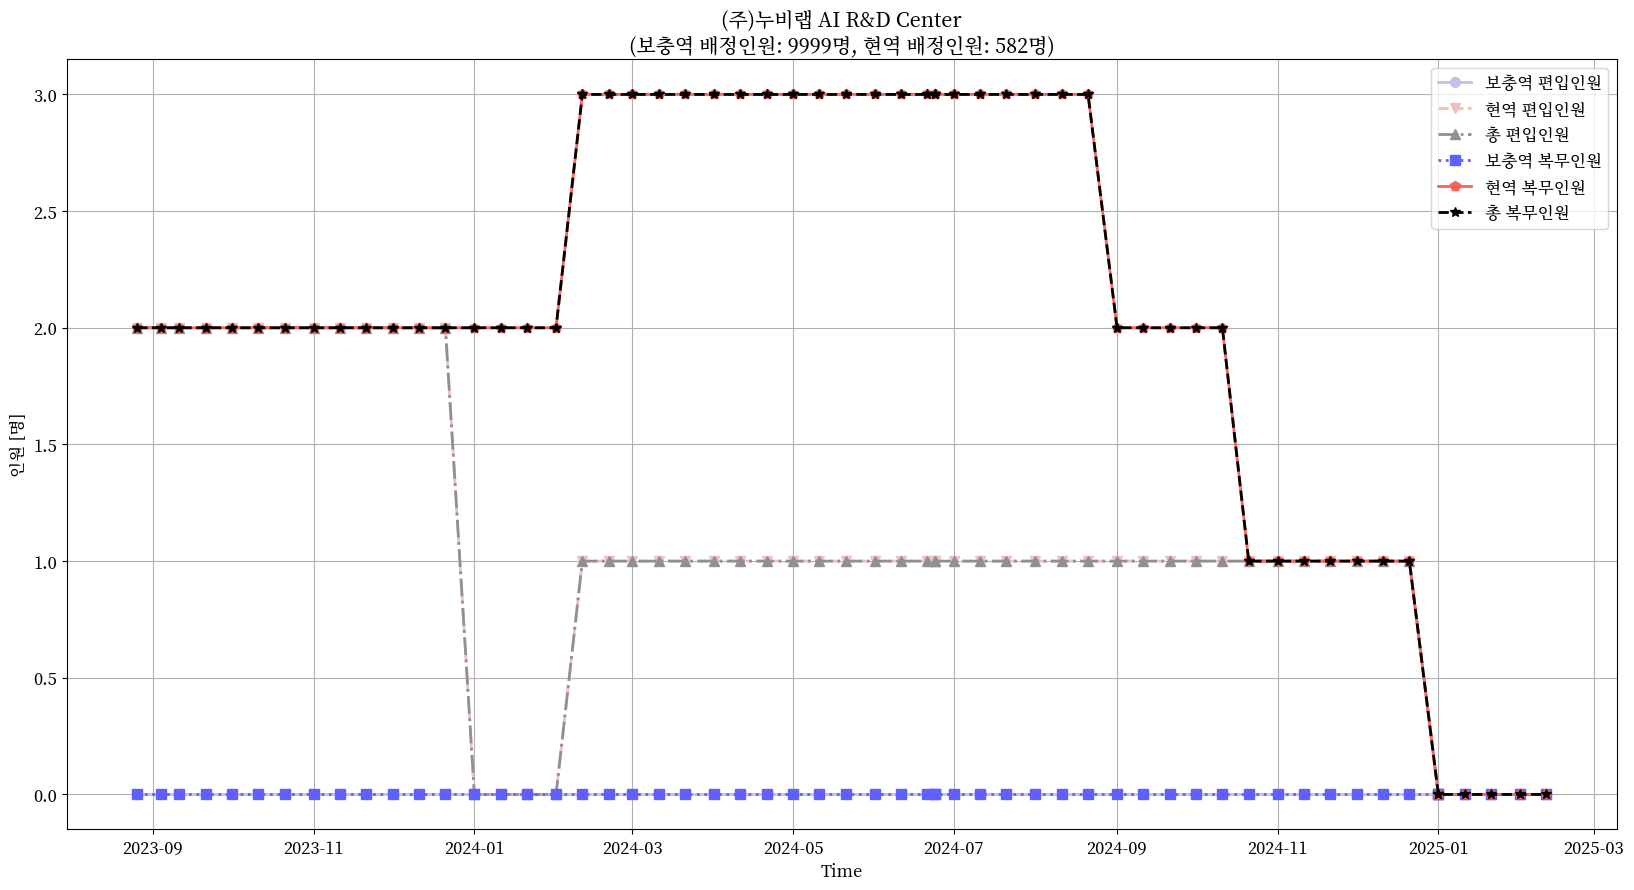 (주)누비랩 AI R&D Center
(보충역 배정인원: 9999명, 현역 배정인원: 582명)
보충역 편입인원
현역 편입인원
총 편입인원
보충역 복무인원
현역 복무인원
총 복무인원
인원 [명]
3.0
2.5
2.0
1.5
1.0
0.5
0.0
2023-09
2023-11
2024-01
2024-03
2024-05
2024-07
2024-09
2024-11
2025-01
2025-03
Time